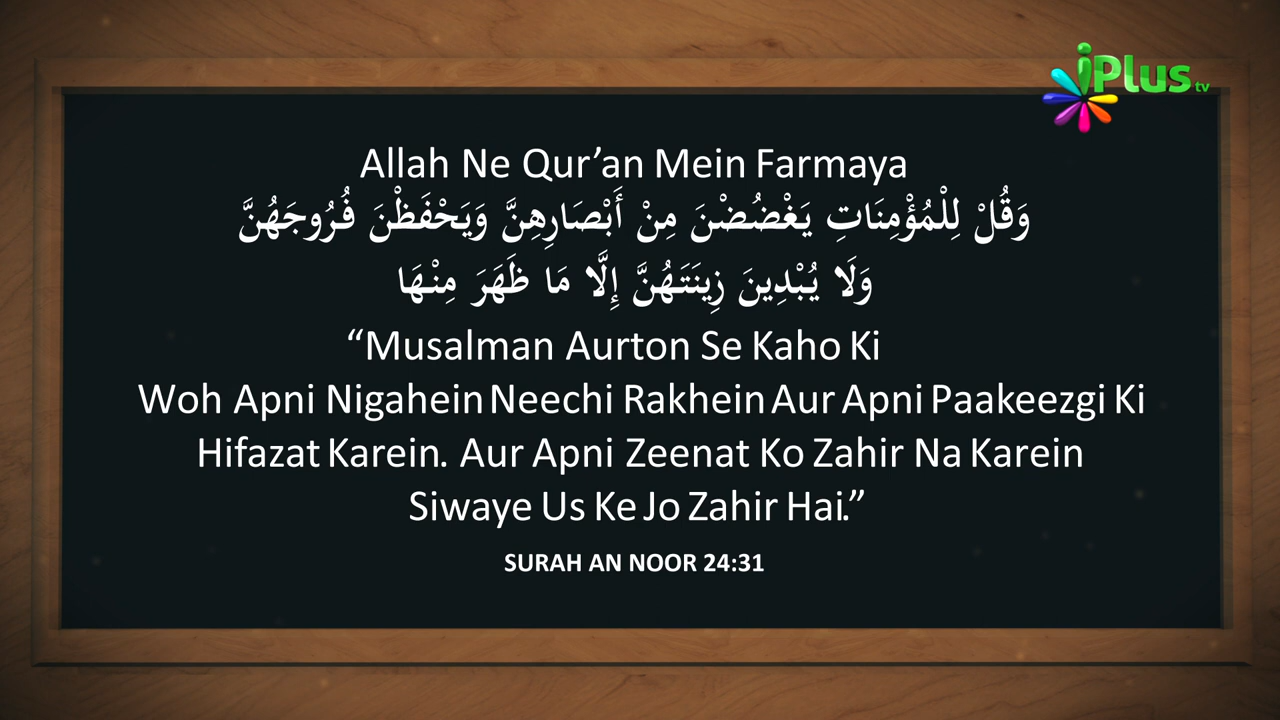 iPlus tv
Allah Ne Qur’an Mein Farmaya
وَقُلْ لِلْمُؤْمِنَاتِ يَغْضُضْنَ مِنْ أَبْصَارِهِنَّ وَيَحْفَظْنَ فُرُوجَهُنَّ
وَلَا يُبْدِينَ زِينَتَهُنَّ إِلَّا مَا ظَهَرَ مِنْهَا
“Musalman Aurton Se Kaho Ki
Woh Apni Nigahein Neechi Rakhein Aur Apni Paakeezgi Ki
Hifazat Karein. Aur Apni Zeenat Ko Zahir Na Karein
Siwaye Us Ke Jo Zahir Hai.”
SURAH AN NOOR 24:31